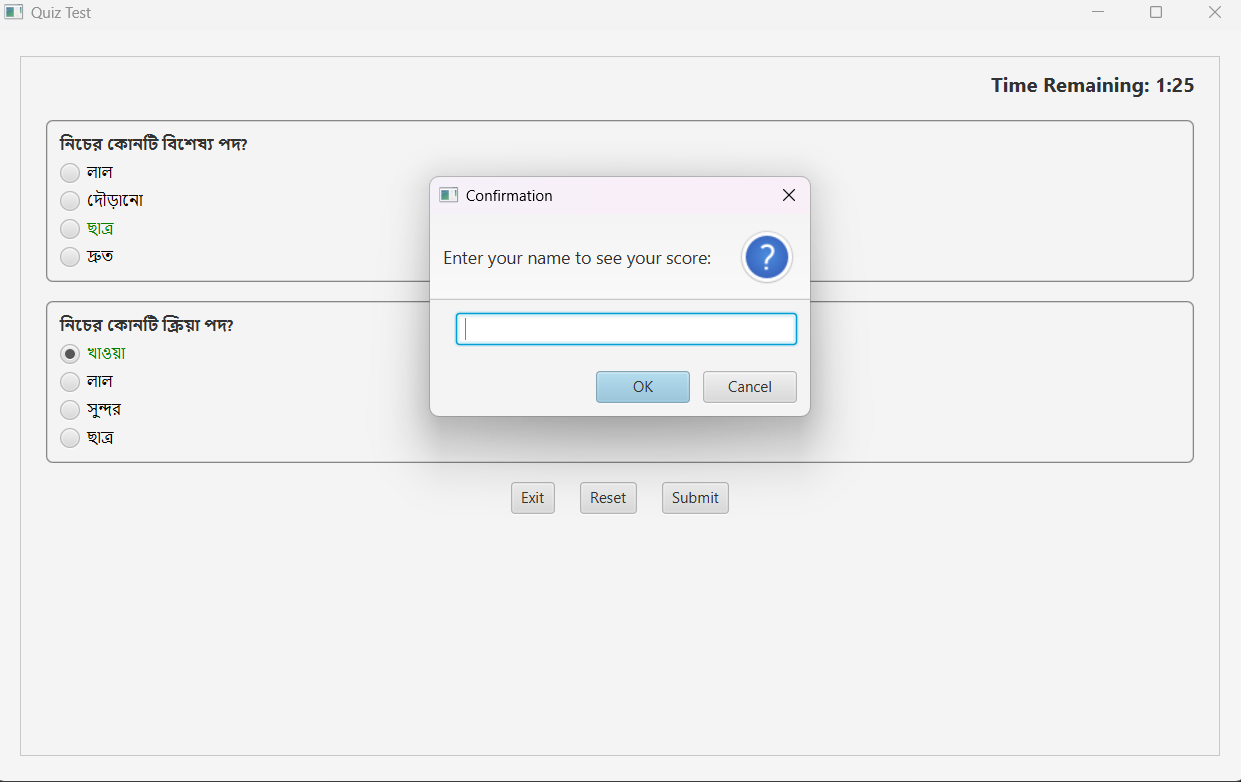 Quiz Test
Time Remaining: 1:25
নিচের কোনটি বিশেষ্য পদ?
লাল
দৌড়ানো
ছাত্র
দ্রুত
নিচের কোনটি ক্রিয়া পদ?
খাওয়া
লাল
সুন্দর
ছাত্র
Confirmation
Enter your name to see your score:
?
OK Cancel
Exit Reset Submit